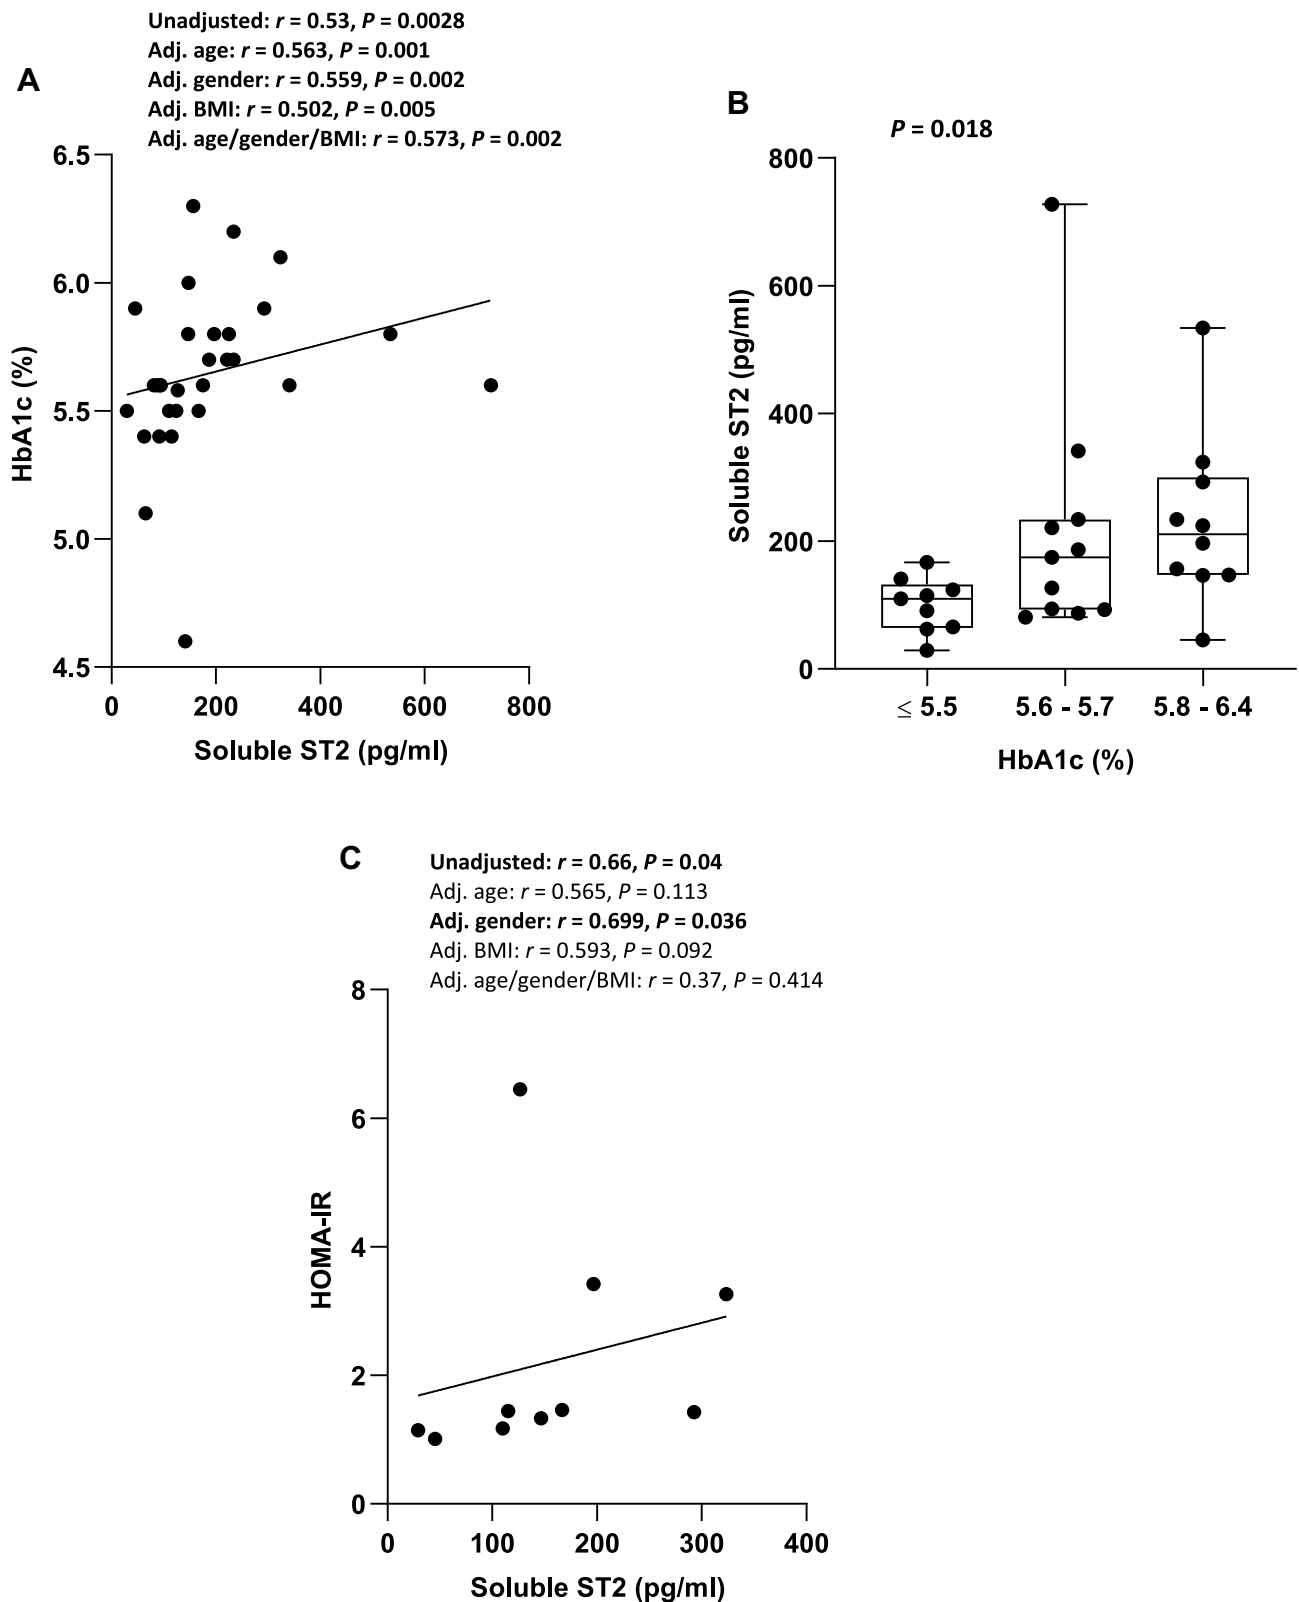 Unadjusted: r = 0.53, P = 0.0028
Adj. age: r = 0.563, P = 0.001
Adj. gender: r = 0.559, P = 0.002
Adj. BMI: r = 0.502, P = 0.005
Adj. age/gender/BMI: r = 0.573, P = 0.002
A
6.5
6.0
5.5
5.0
4.5
HbA1c (%)
0 200 400 600 800
Soluble ST2 (pg/ml)
B
P = 0.018
800
600
400
200
0
Soluble ST2 (pg/ml)
≤ 5.5 5.6 - 5.7 5.8 - 6.4
HbA1c (%)
C
Unadjusted: r = 0.66, P = 0.04
Adj. age: r = 0.565, P = 0.113
Adj. gender: r = 0.699, P = 0.036
Adj. BMI: r = 0.593, P = 0.092
Adj. age/gender/BMI: r = 0.37, P = 0.414
8
6
4
2
0
HOMA-IR
0 100 200 300 400
Soluble ST2 (pg/ml)